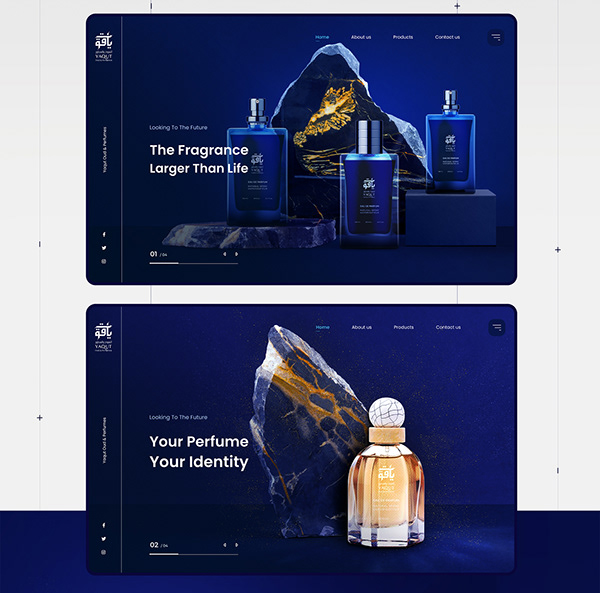 ياقوت
YAQUT
Home
About us
Products
Contact us
Yaqut Oud & Perfumes
Looking To The Future
The Fragrance
Larger Than Life
01 / 04
ياقوت
YAQUT
Home
About us
Products
Contact us
Yaqut Oud & Perfumes
Looking To The Future
Your Perfume
Your Identity
02 / 04